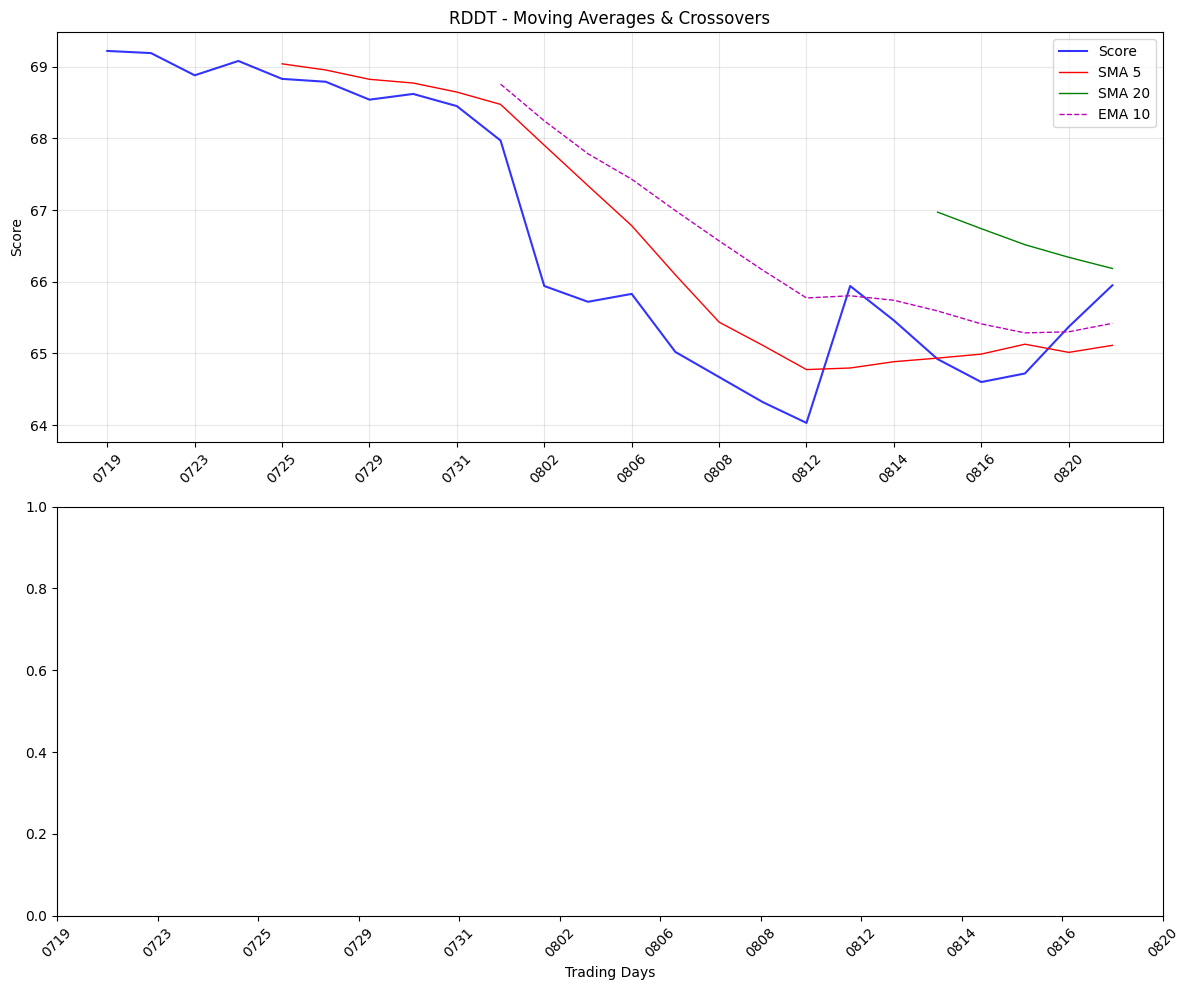 RDDT - Moving Averages & Crossovers
Score
SMA 5
SMA 20
EMA 10
Score
69
68
67
66
65
64
0719 0723 0725 0729 0731 0802 0806 0808 0812 0814 0816 0820
1.0
0.8
0.6
0.4
0.2
0.0
0719 0723 0725 0729 0731 0802 0806 0808 0812 0814 0816 0820
Trading Days